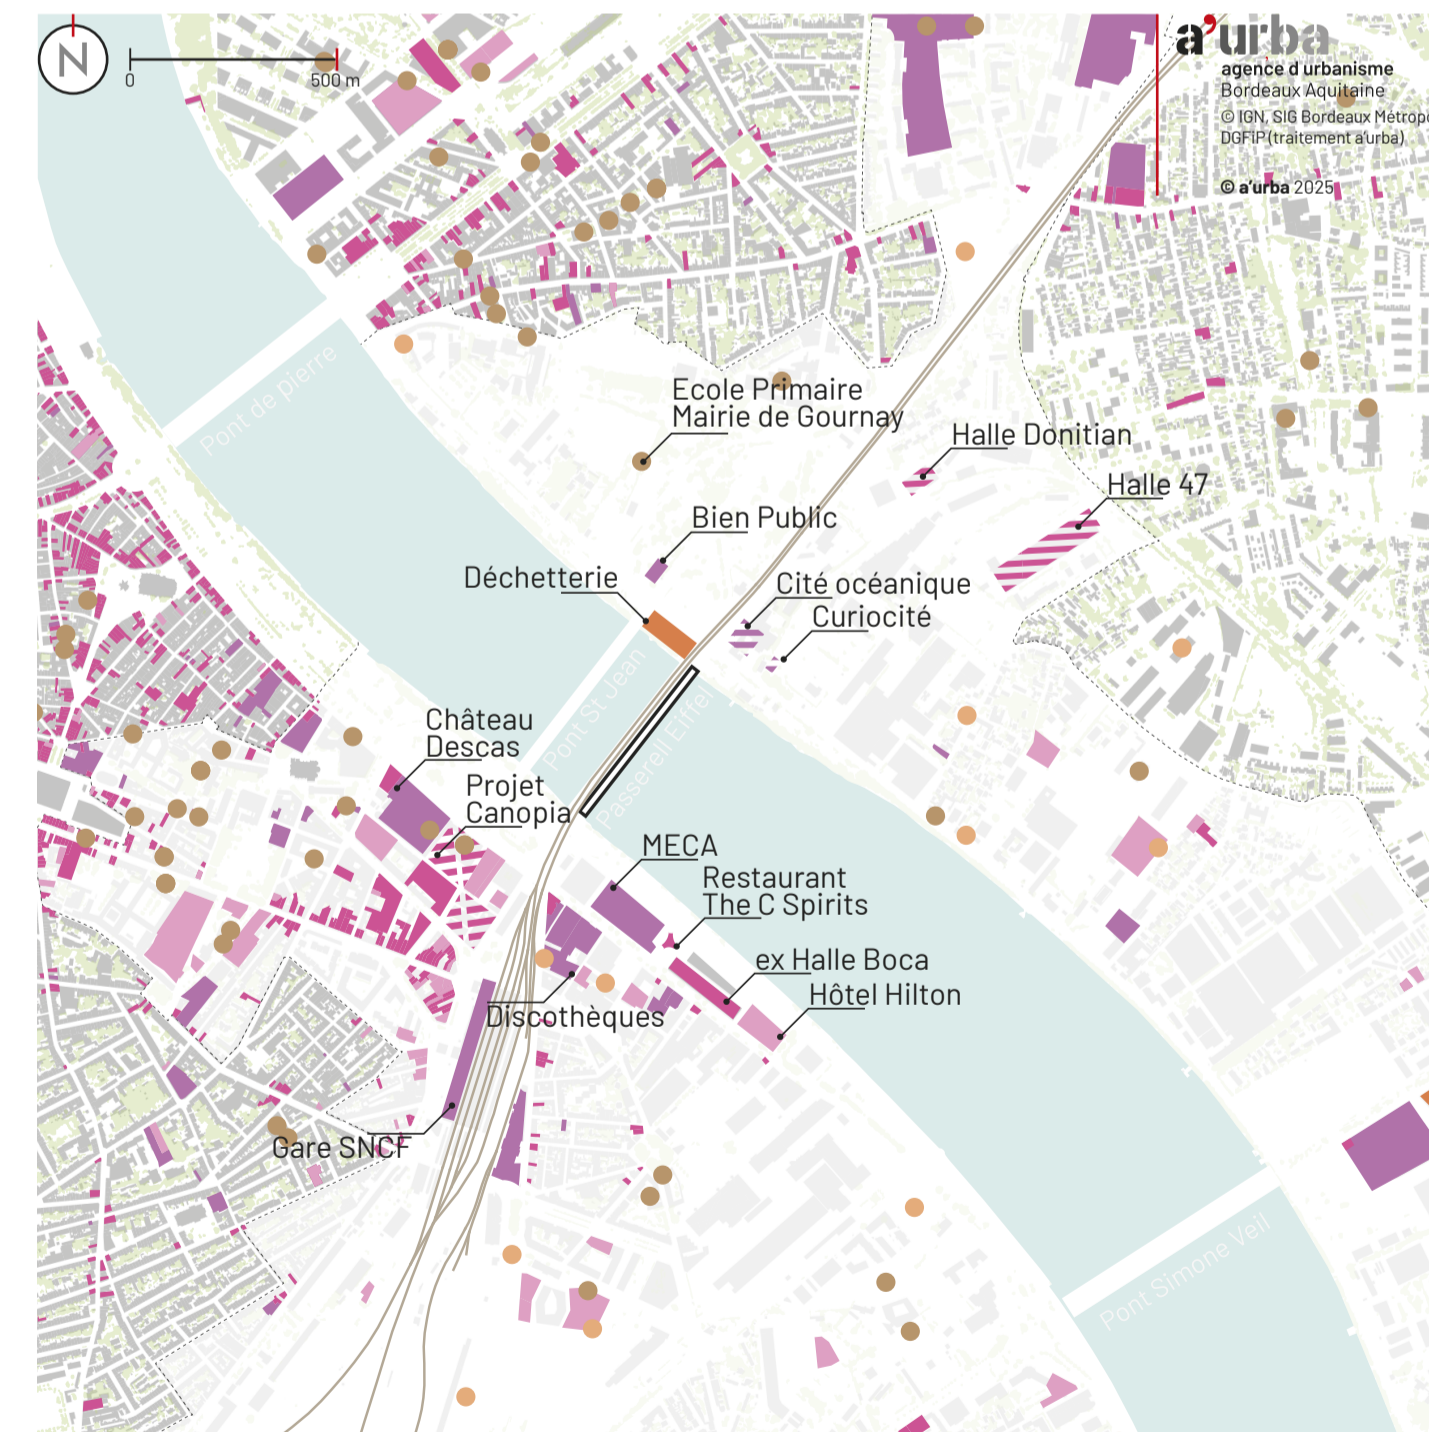 N
0
500 m
a'urba
agence d urbanisme
Bordeaux Aquitaine
© IGN, SIG Bordeaux Métropo
DGFiP (traitement a'urba)
© a'urba 2025
Pont de pierre
Ecole Primaire
Mairie de Gournay
Halle Donitian
Halle 47
Bien Public
Déchetterie
Cité océanique
Curiocité
Pont St Jean
Passerell Eiffel
Château
Descas
Projet
Canopia
MECA
Restaurant
The C Spirits
ex Halle Boca
Hôtel Hilton
Discothèques
Gare SNCF
Pont Simone Veil